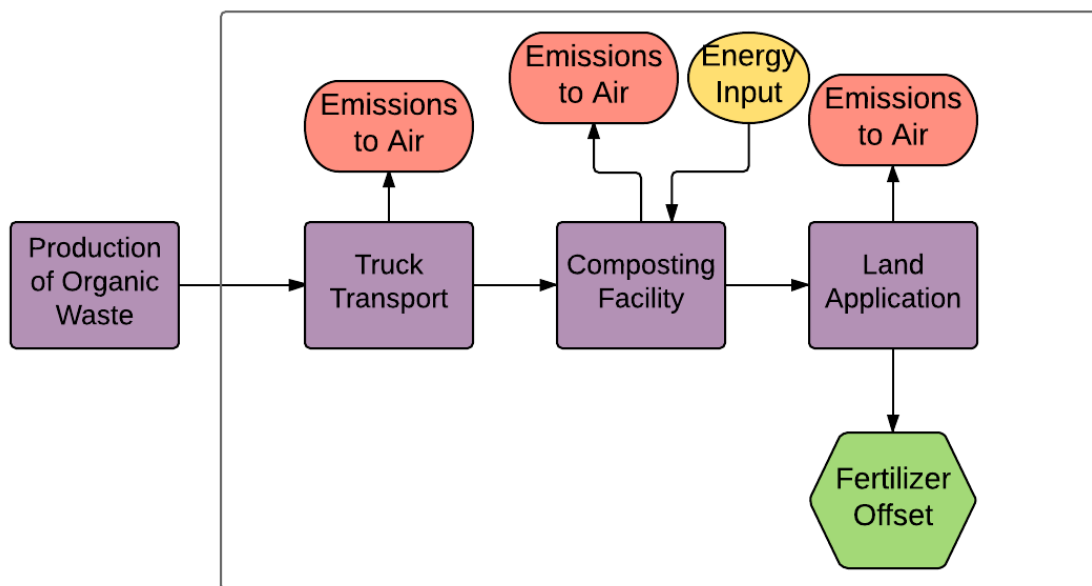 Emissions
to Air
Emissions
to Air
Energy
Input
Emissions
to Air
Production
of Organic
Waste
Truck
Transport
Composting
Facility
Land
Application
Fertilizer
Offset